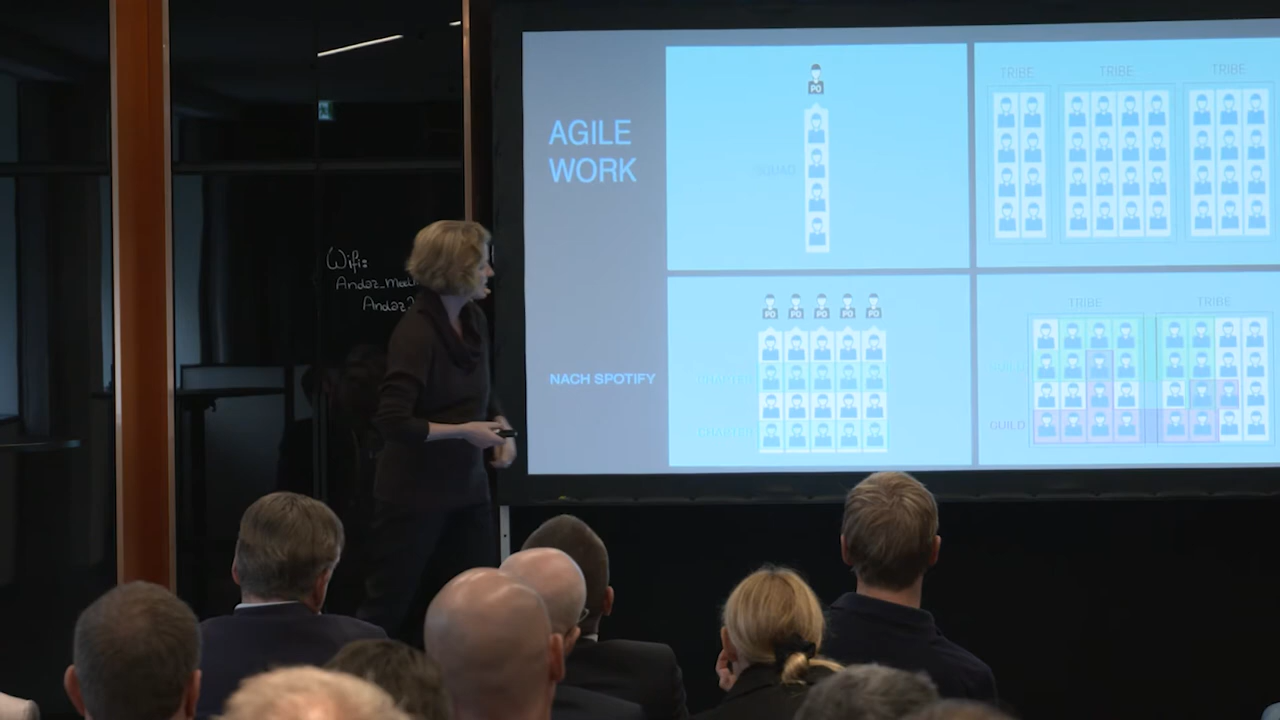 Wifi:
AGILE
WORK
NACH SPOTIFY
PO
SQUAD
TRIBE TRIBE TRIBE
PO PO PO PO PO
CHAPTER
CHAPTER
TRIBE TRIBE
GUILD
GUILD